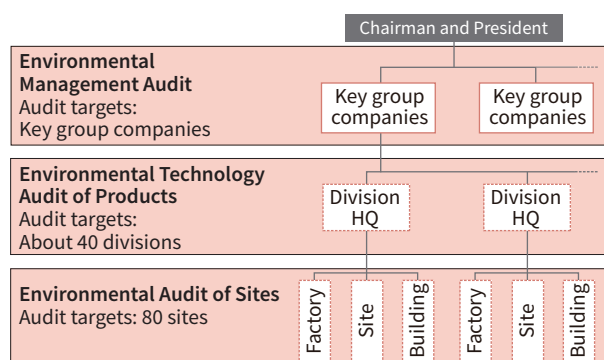 Chairman and President
Environmental
Management Audit
Audit targets:
Key group companies
Key group
companies
Key group
companies
Environmental Technology
Audit of Products
Audit targets:
About 40 divisions
Division
HQ
Division
HQ
Environmental Audit of Sites
Audit targets: 80 sites
Factory
Site
Building
Factory
Site
Building